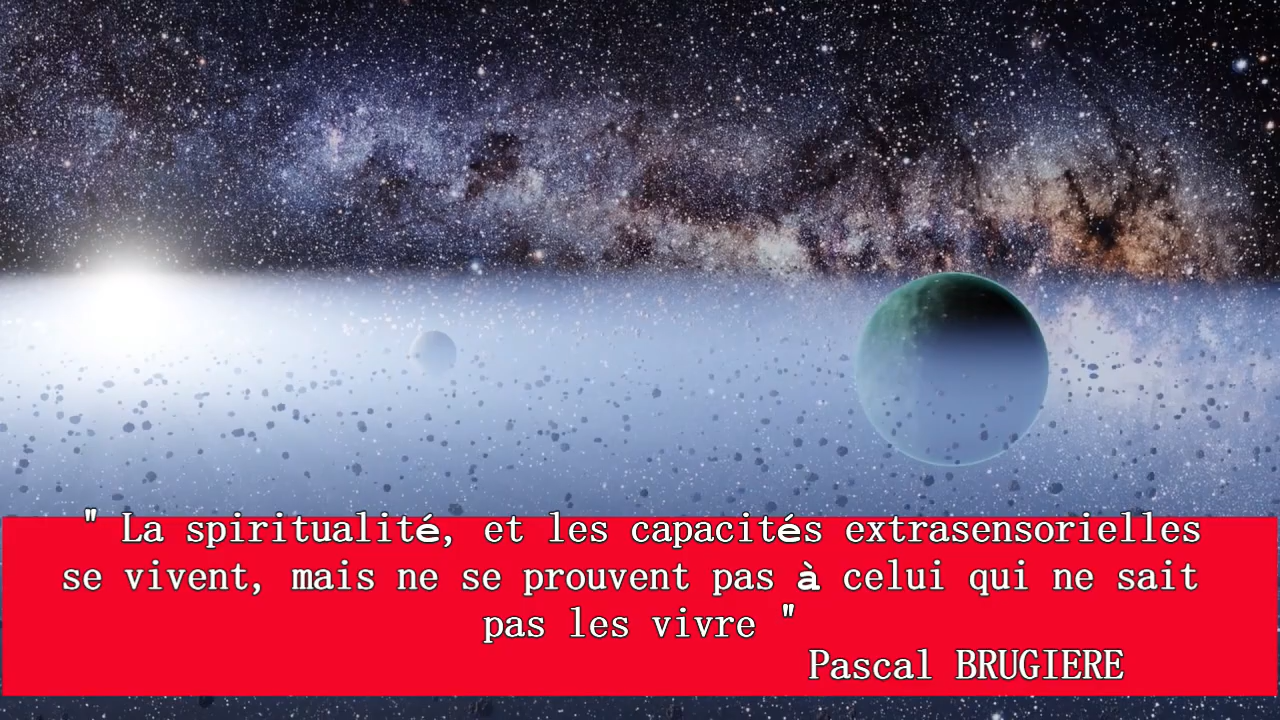 " La spiritualité, et les capacités extrasensorielles
se vivent, mais ne se prouvent pas à celui qui ne sait
pas les vivre "
Pascal BRUGIERE